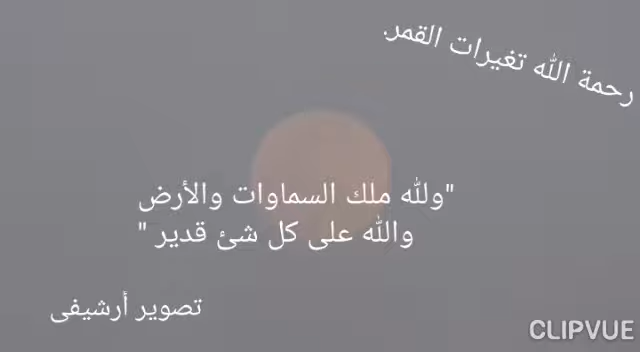 رحمة الله تغيرات القمر.
"ولله ملك السماوات والأرض
والله على كل شئ قدير "
تصوير أرشيفى
CLIPVUE